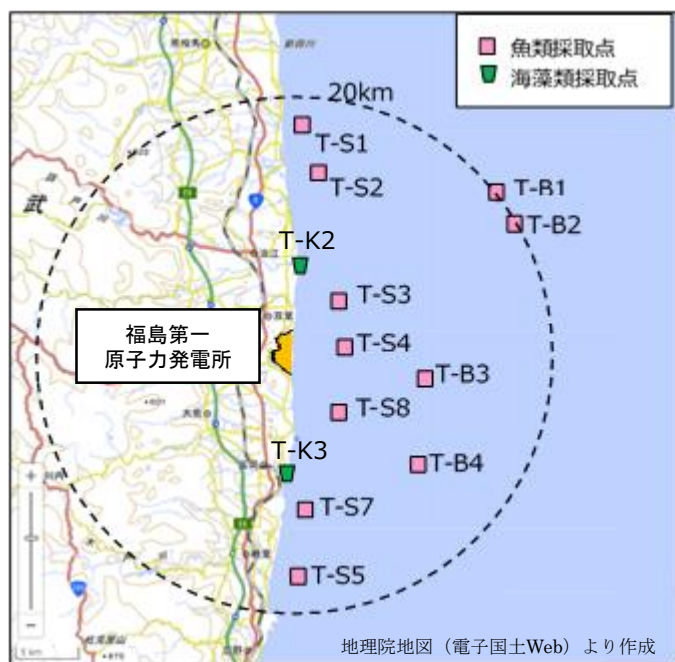 魚類採取点
海藻類採取点
20km
T-S1
T-S2
T-B1
T-B2
武
T-K2
T-S3
福島第一
原子力発電所
T-S4
T-B3
T-S8
T-K3
T-B4
T-S7
T-S5
地理院地図（電子国土Web）より作成